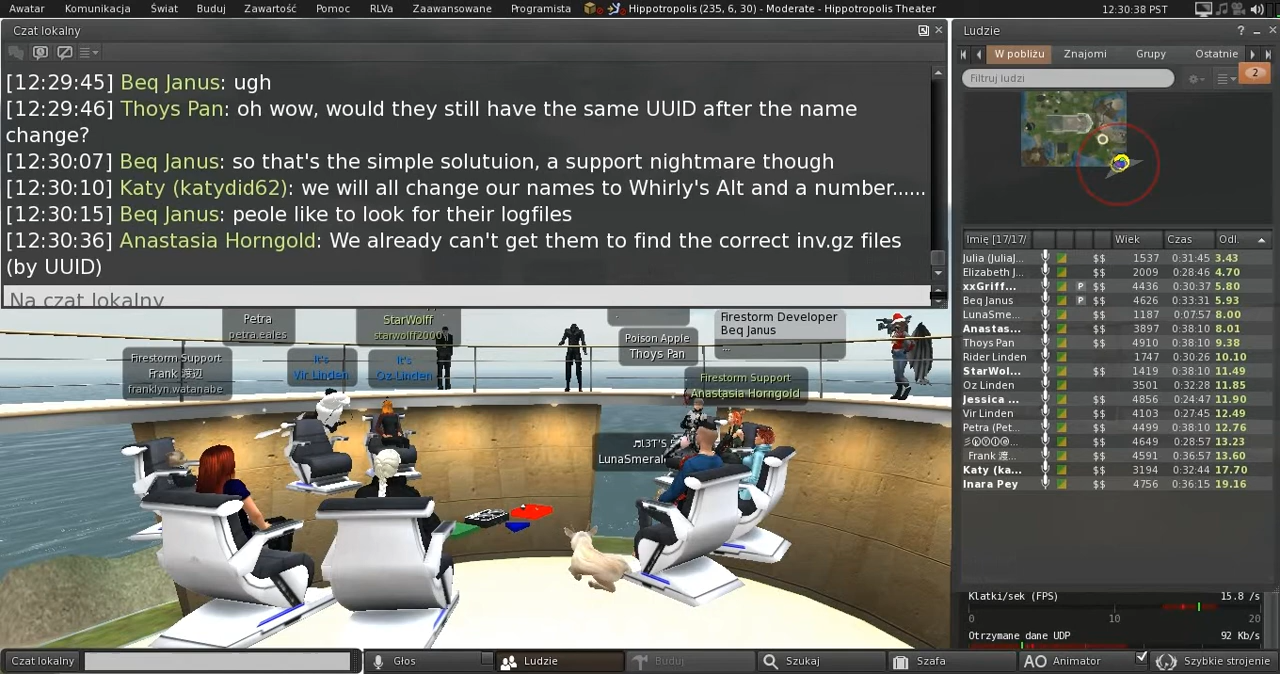 Awatar Komunikacja Świat Buduj Zawartość Pomoc RLVa Zaawansowane Programista Hippotropolis (235, 6, 30) - Moderate - Hippotropolis Theater 12:30:38 PST
Czat lokalny
[12:29:45] Beq Janus: ugh
[12:29:46] Thoys Pan: oh wow, would they still have the same UUID after the name
change?
[12:30:07] Beq Janus: so that's the simple solutuion, a support nightmare though
[12:30:10] Katy (katydid62): we will all change our names to Whirly's Alt and a number......
[12:30:15] Beq Janus: peole like to look for their logfiles
[12:30:36] Anastasia Horngold: We already can't get them to find the correct inv.gz files
(by UUID)
Na czat lokalny
Petra
petra.eales
StarWolff
starwolff2000
Firestorm Support
Frank 渡辺
franklyn.watanabe
It's
Vir Linden
It's
Oz Linden
Poison Apple
Thoys Pan
Firestorm Developer
Beq Janus
...
Firestorm Support
Anastasia Horngold
♬L3T'S
LunaSmeral
Ludzie
W pobliżu Znajomi Grupy Ostatnie
Filtruj ludzi
2
Imię [17/17/ Wiek Czas Odl.
Julia (JuliaJ... $$ 1537 0:31:45 3.43
Elizabeth J... $$ 2009 0:28:46 4.70
xxGriff... P $$ 4436 0:30:37 5.80
Beq Janus P $$ 4626 0:33:31 5.93
LunaSme... $$ 1187 0:07:57 8.00
Anastas... $$ 3897 0:38:10 8.01
Thoys Pan $$ 4910 0:38:10 9.38
Rider Linden 1747 0:30:26 10.10
StarWol... $$ 1419 0:38:10 11.49
Oz Linden 3501 0:32:28 11.85
Jessica ... $$ 4856 0:24:47 11.90
Vir Linden $$ 4103 0:27:45 12.49
Petra (Pet... $$ 4499 0:38:10 12.76
$$ 4649 0:28:57 13.23
Frank 渡... $$ 4591 0:36:57 13.60
Katy (ka... $$ 3194 0:32:44 17.70
Inara Pey $$ 4756 0:36:15 19.16
Klatki/sek (FPS) 15.8 /s
0 10 20
Otrzymane dane UDP 92 Kb/s
Czat lokalny Głos Ludzie Buduj Szukaj Szafa AO Animator Szybkie strojenie